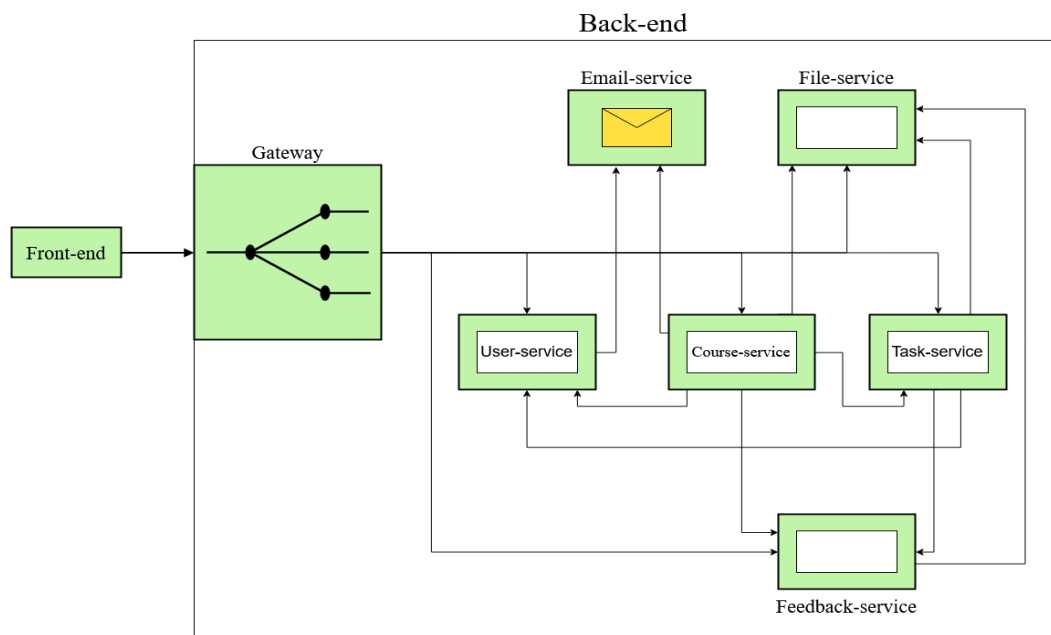 Back-end
Email-service
File-service
Gateway
Front-end
User-service
Course-service
Task-service
Feedback-service